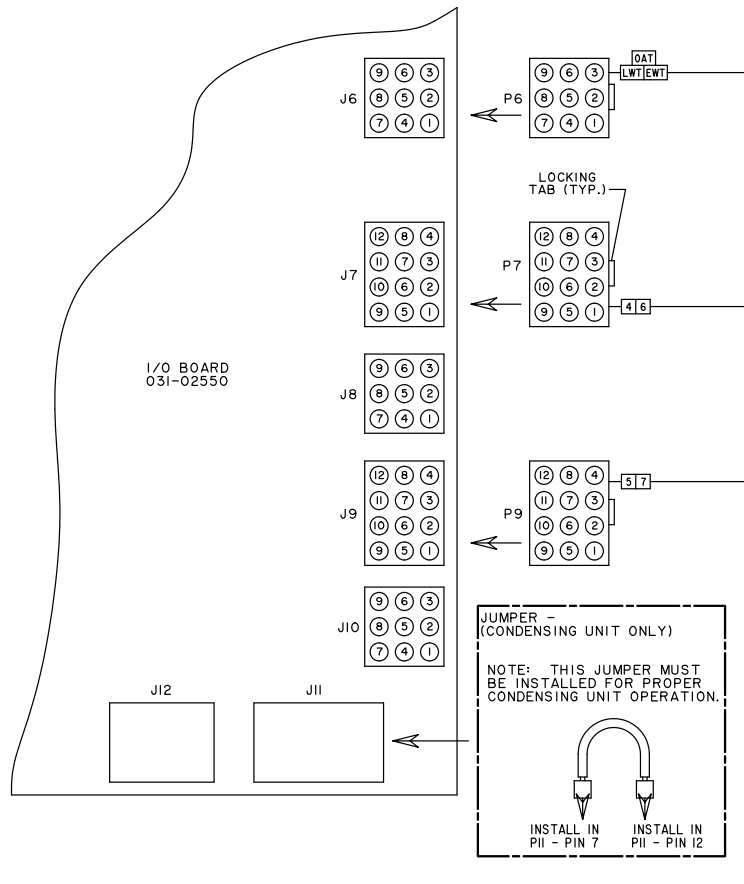 OAT
LWT EWT
9 6 3
8 5 2
7 4 1
J6
9 6 3
8 5 2
7 4 1
P6
LOCKING
TAB (TYP.)
12 8 4
11 7 3
10 6 2
9 5 1
J7
12 8 4
11 7 3
10 6 2
9 5 1
P7
4 6
I/O BOARD
031-02550
9 6 3
8 5 2
7 4 1
J8
12 8 4
11 7 3
10 6 2
9 5 1
J9
12 8 4
11 7 3
10 6 2
9 5 1
P9
5 7
9 6 3
8 5 2
7 4 1
J10
J12
J11
JUMPER -
(CONDENSING UNIT ONLY)
NOTE: THIS JUMPER MUST
BE INSTALLED FOR PROPER
CONDENSING UNIT OPERATION.
INSTALL IN
P11 - PIN 7
INSTALL IN
P11 - PIN 12